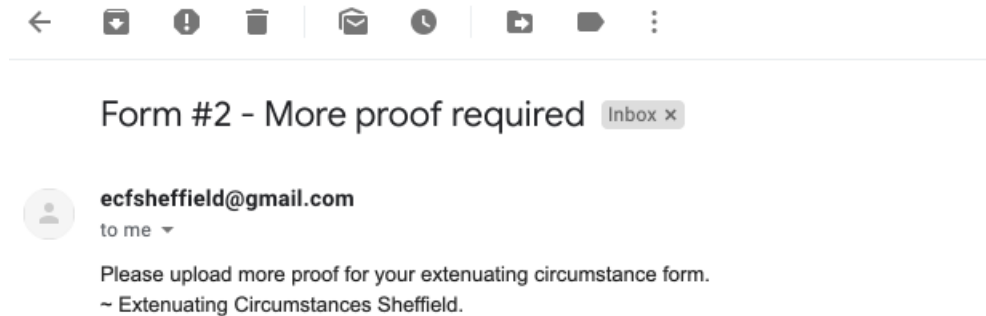 Form #2 - More proof required Inbox ×
ecfsheffield@gmail.com
to me
Please upload more proof for your extenuating circumstance form.
~ Extenuating Circumstances Sheffield.